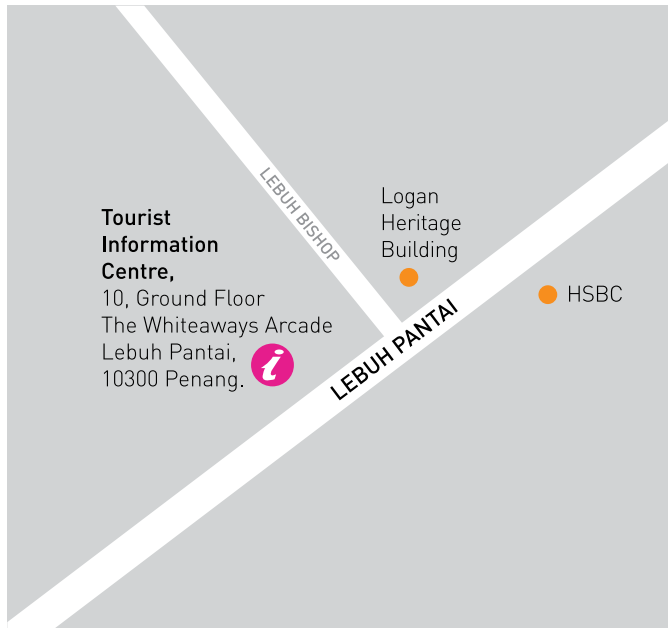 LEBUH BISHOP
Logan
Heritage
Building
Tourist
Information
Centre,
10, Ground Floor
The Whiteaways Arcade
Lebuh Pantai,
10300 Penang.
i
HSBC
LEBUH PANTAI